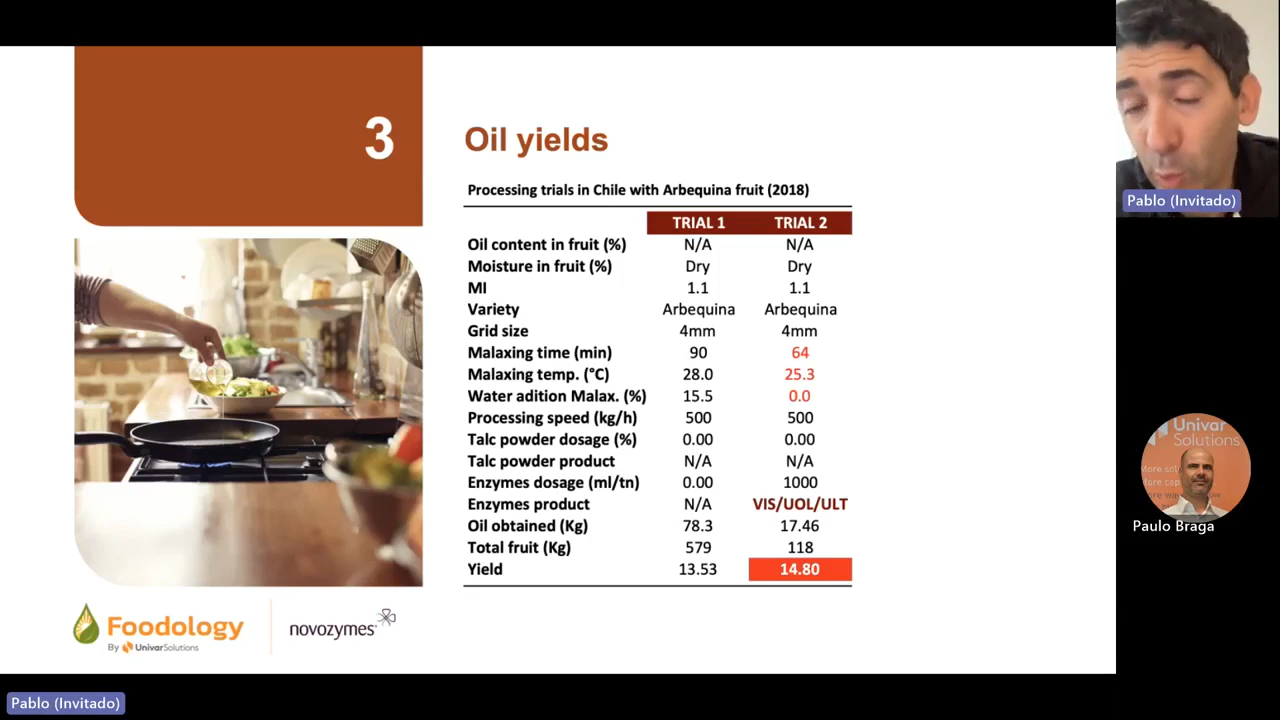 3
Oil yields
Processing trials in Chile with Arbequina fruit (2018)
TRIAL 1 TRIAL 2
Oil content in fruit (%) N/A N/A
Moisture in fruit (%) Dry Dry
MI 1.1 1.1
Variety Arbequina Arbequina
Grid size 4mm 4mm
Malaxing time (min) 90 64
Malaxing temp. (°C) 28.0 25.3
Water adition Malax. (%) 15.5 0.0
Processing speed (kg/h) 500 500
Talc powder dosage (%) 0.00 0.00
Talc powder product N/A N/A
Enzymes dosage (ml/tn) 0.00 1000
Enzymes product N/A VIS/UOL/ULT
Oil obtained (Kg) 78.3 17.46
Total fruit (Kg) 579 118
Yield 13.53 14.80
Foodology
By UnivarSolutions
novozymes
Pablo (Invitado)
Univar
Solutions
Paulo Braga
Pablo (Invitado)